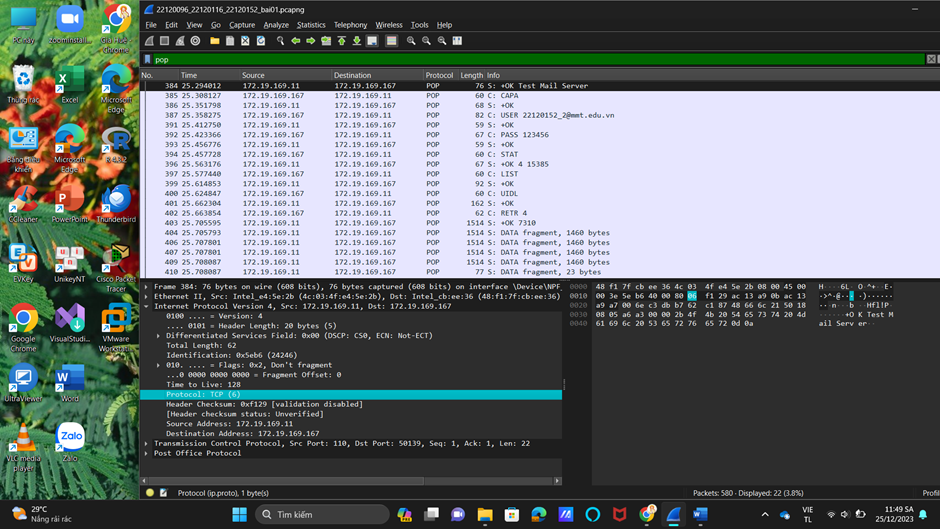 22120096_22120116_22120152_bai01.pcapng
File Edit View Go Capture Analyze Statistics Telephony Wireless Tools Help
pop
No. Time Source Destination Protocol Length Info
384 25.294012 172.19.169.11 172.19.169.167 POP 76 S: +OK Test Mail Server
385 25.308127 172.19.169.167 172.19.169.11 POP 60 C: CAPA
386 25.351798 172.19.169.11 172.19.169.167 POP 68 S: +OK
387 25.358275 172.19.169.167 172.19.169.11 POP 82 C: USER 22120152_2@mmt.edu.vn
391 25.412750 172.19.169.11 172.19.169.167 POP 59 S: +OK
392 25.423366 172.19.169.167 172.19.169.11 POP 67 C: PASS 123456
393 25.456776 172.19.169.11 172.19.169.167 POP 59 S: +OK
394 25.457728 172.19.169.167 172.19.169.11 POP 60 C: STAT
396 25.563176 172.19.169.11 172.19.169.167 POP 67 S: +OK 4 15385
397 25.577440 172.19.169.167 172.19.169.11 POP 60 C: LIST
399 25.614853 172.19.169.11 172.19.169.167 POP 92 S: +OK
400 25.624847 172.19.169.167 172.19.169.11 POP 60 C: UIDL
401 25.662304 172.19.169.11 172.19.169.167 POP 162 S: +OK
402 25.663854 172.19.169.167 172.19.169.11 POP 62 C: RETR 4
403 25.705595 172.19.169.11 172.19.169.167 POP 1514 S: +OK 7310
404 25.705793 172.19.169.11 172.19.169.167 POP 1514 S: DATA fragment, 1460 bytes
406 25.707801 172.19.169.11 172.19.169.167 POP 1514 S: DATA fragment, 1460 bytes
407 25.707801 172.19.169.11 172.19.169.167 POP 1514 S: DATA fragment, 1460 bytes
409 25.708087 172.19.169.11 172.19.169.167 POP 1514 S: DATA fragment, 1460 bytes
410 25.708087 172.19.169.11 172.19.169.167 POP 77 S: DATA fragment, 23 bytes
Frame 384: 76 bytes on wire (608 bits), 76 bytes captured (608 bits) on interface \Device\NPF_
Ethernet II, Src: Intel_e4:5e:2b (4c:03:4f:e4:5e:2b), Dst: Intel_cb:ee:36 (48:f1:7f:cb:ee:36)
Internet Protocol Version 4, Src: 172.19.169.11, Dst: 172.19.169.167
0100 .... = Version: 4
.... 0101 = Header Length: 20 bytes (5)
Differentiated Services Field: 0x00 (DSCP: CS0, ECN: Not-ECT)
Total Length: 62
Identification: 0x5eb6 (24246)
010. .... = Flags: 0x2, Don't fragment
...0 0000 0000 0000 = Fragment Offset: 0
Time to Live: 128
Protocol: TCP (6)
Header Checksum: 0xf129 [validation disabled]
[Header checksum status: Unverified]
Source Address: 172.19.169.11
Destination Address: 172.19.169.167
Transmission Control Protocol, Src Port: 110, Dst Port: 50139, Seq: 1, Ack: 1, Len: 22
Post Office Protocol
0000 48 f1 7f cb ee 36 4c 03 4f e4 5e 2b 08 00 45 00
0010 00 3e 5e b6 40 00 80 06 f1 29 ac 13 a9 0b ac 13
0020 a9 a7 00 6e c3 db b7 62 c1 87 48 66 6c 21 50 18
0030 08 05 a6 a3 00 00 2b 4f 4b 20 54 65 73 74 20 4d
0040 61 69 6c 20 53 65 72 76 65 72 0d 0a
+OK Test M
ail Server
Protocol (ip.proto), 1 byte(s)
Packets: 580 · Displayed: 22 (3.8%)
Profil
PC này
ZoomInstall...
Gia Huê - Chrome
Thùng rác
Excel
Microsoft Edge
Bảng điều khiển
Microsoft Edge
R 4.3.2
CCleaner
PowerPoint
Thunderbird
EVKey
UnikeyNT
Cisco Packet Tracer
Google Chrome
VisualStudi...
VMware Workstati...
UltraViewer
Word
VLC media player
Zalo
29°C
Nắng rải rác
Tìm kiếm
VIE
TL
11:49 SA
25/12/2023